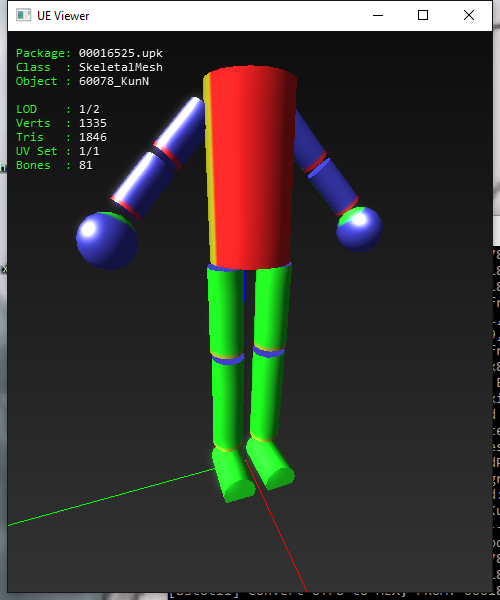 UE Viewer
Package: 00016525.upk
Class  : SkeletalMesh
Object : 60078_KunN
LOD    : 1/2
Verts  : 1335
Tris   : 1846
UV Set : 1/1
Bones  : 81